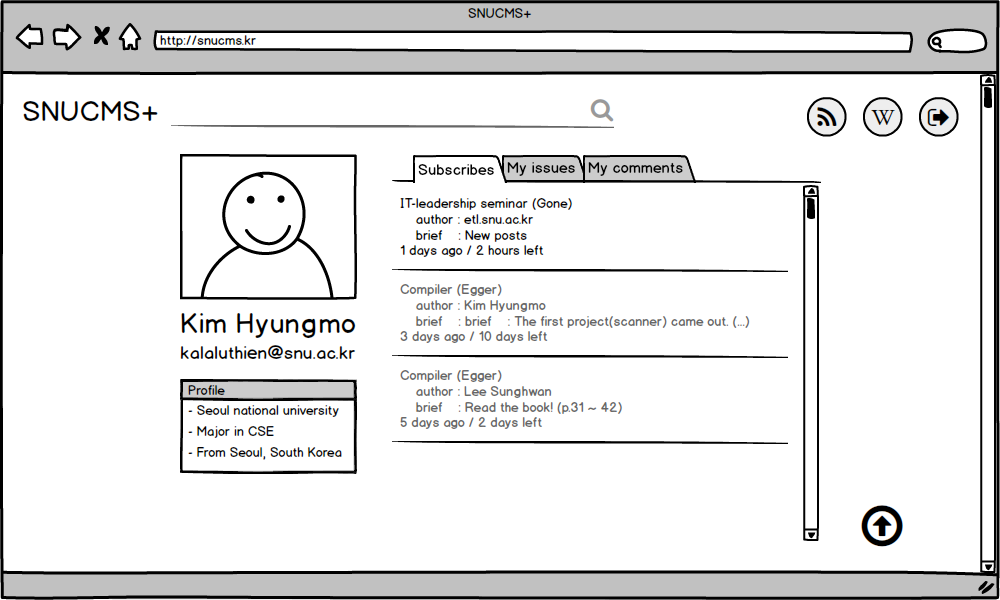 SNUCMS+
http://snucms.kr
SNUCMS+
W
Subscribes My issues My comments
IT-leadership seminar (Gone)
author : etl.snu.ac.kr
brief : New posts
1 days ago / 2 hours left
Compiler (Egger)
author : Kim Hyungmo
brief : brief : The first project(scanner) came out. (...)
3 days ago / 10 days left
Compiler (Egger)
author : Lee Sunghwan
brief : Read the book! (p.31 ~ 42)
5 days ago / 2 days left
Kim Hyungmo
kalaluthien@snu.ac.kr
Profile
- Seoul national university
- Major in CSE
- From Seoul, South Korea